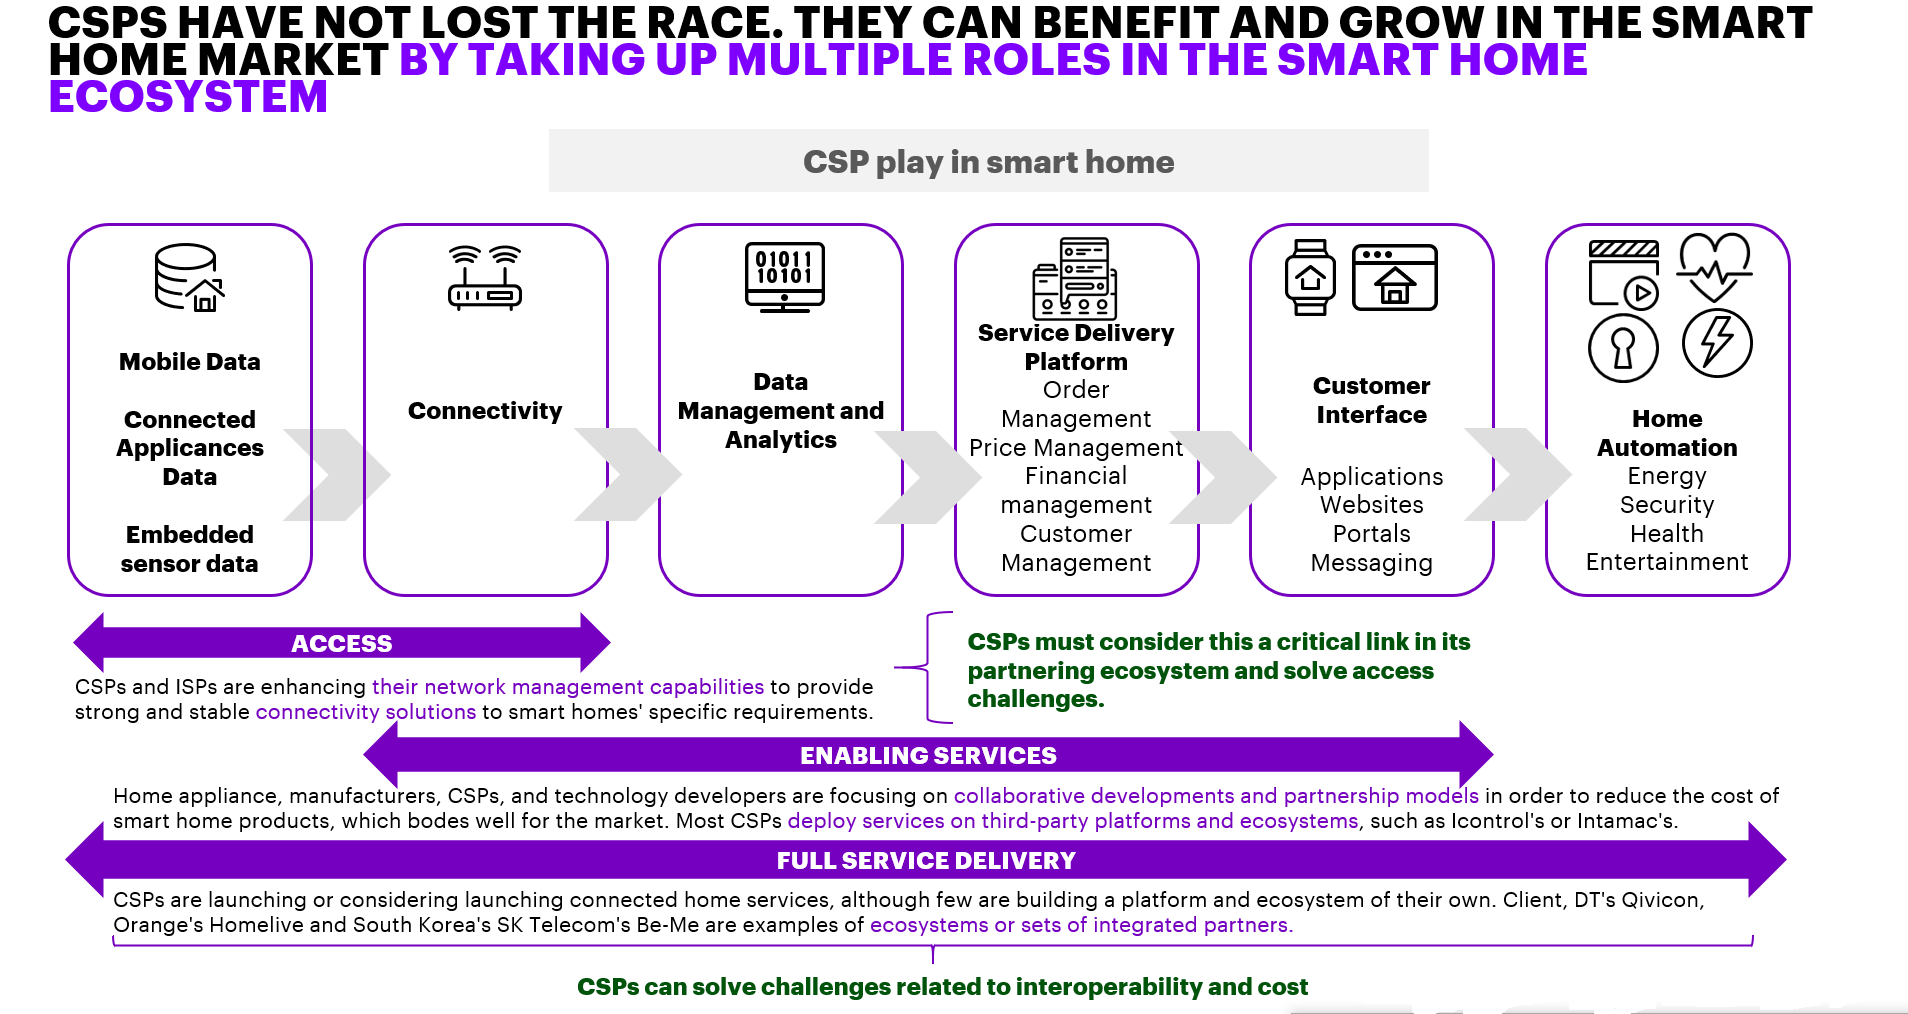 CSPS HAVE NOT LOST THE RACE. THEY CAN BENEFIT AND GROW IN THE SMART
HOME MARKET BY TAKING UP MULTIPLE ROLES IN THE SMART HOME
ECOSYSTEM
CSP play in smart home
Mobile Data
Connected
Applicances
Data
Embedded
sensor data
Connectivity
01011
10101
Data
Management and
Analytics
Service Delivery
Platform
Order
Management
Price Management
Financial
management
Customer
Management
Customer
Interface
Applications
Websites
Portals
Messaging
Home
Automation
Energy
Security
Health
Entertainment
ACCESS
CSPs and ISPs are enhancing their network management capabilities to provide
strong and stable connectivity solutions to smart homes' specific requirements.
CSPs must consider this a critical link in its
partnering ecosystem and solve access
challenges.
ENABLING SERVICES
Home appliance, manufacturers, CSPs, and technology developers are focusing on collaborative developments and partnership models in order to reduce the cost of
smart home products, which bodes well for the market. Most CSPs deploy services on third-party platforms and ecosystems, such as Icontrol's or Intamac's.
FULL SERVICE DELIVERY
CSPs are launching or considering launching connected home services, although few are building a platform and ecosystem of their own. Client, DT's Qivicon,
Orange's Homelive and South Korea's SK Telecom's Be-Me are examples of ecosystems or sets of integrated partners.
CSPs can solve challenges related to interoperability and cost